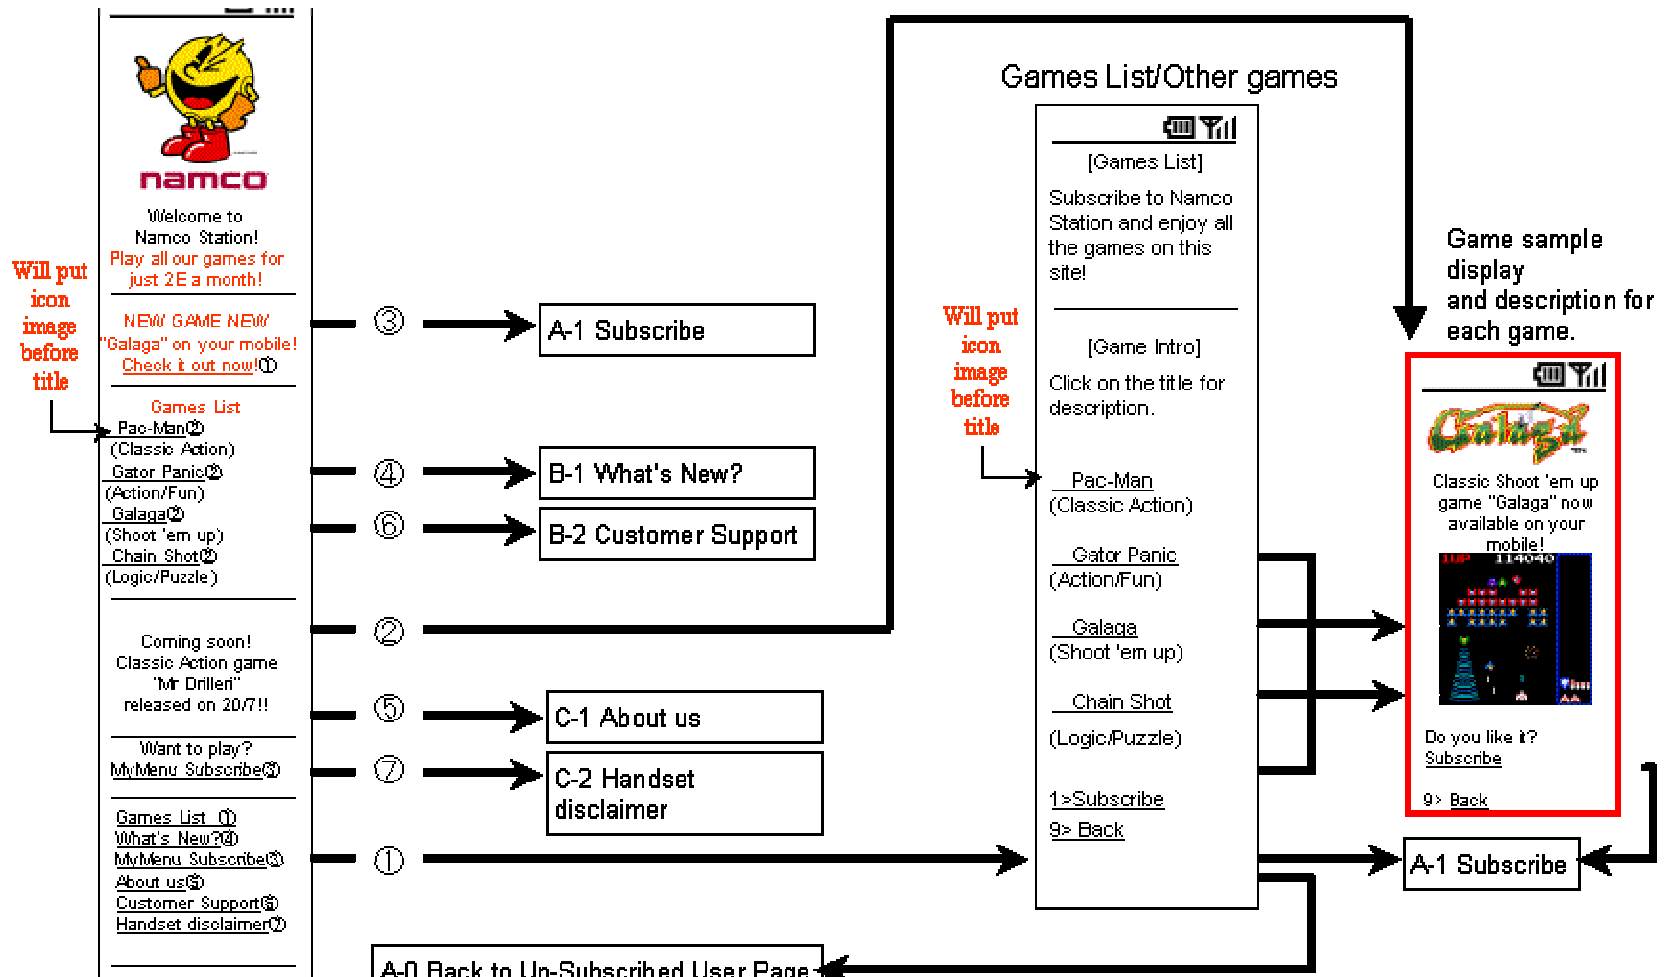 namco
Welcome to
Namco Station!
Play all our games for
just 2E a month!
Will put
icon
image
before
title
NEW GAME NEW
"Galaga" on your mobile!
Check it out now!①
Games List
Pac-Man②
(Classic Action)
Gator Panic②
(Action/Fun)
Galaga②
(Shoot 'em up)
Chain Shot②
(Logic/Puzzle)
Coming soon!
Classic Action game
"Mr Drilleri"
released on 20/7!!
Want to play?
MyMenu Subscribe③
Games List ①
What's New?④
MyMenu Subscribe③
About us⑤
Customer Support⑥
Handset disclaimer⑦
③
A-1 Subscribe
④
B-1 What's New?
⑥
B-2 Customer Support
②
⑤
C-1 About us
⑦
C-2 Handset
disclaimer
①
A-0 Back to Un-Subscribed User Page
Games List/Other games
[Games List]
Subscribe to Namco
Station and enjoy all
the games on this
site!
Will put
icon
image
before
title
[Game Intro]
Click on the title for
description.
Pac-Man
(Classic Action)
Gator Panic
(Action/Fun)
Galaga
(Shoot 'em up)
Chain Shot
(Logic/Puzzle)
1>Subscribe
9> Back
Game sample
display
and description for
each game.
Galaga
Classic Shoot 'em up
game "Galaga" now
available on your
mobile!
1UP 114040
Do you like it?
Subscribe
9> Back
A-1 Subscribe